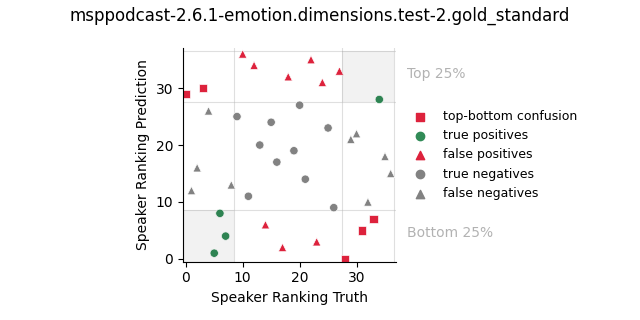 msppodcast-2.6.1-emotion.dimensions.test-2.gold_standard
Speaker Ranking Prediction
30
20
10
0
0
10
20
30
Speaker Ranking Truth
Top 25%
top-bottom confusion
true positives
false positives
true negatives
false negatives
Bottom 25%